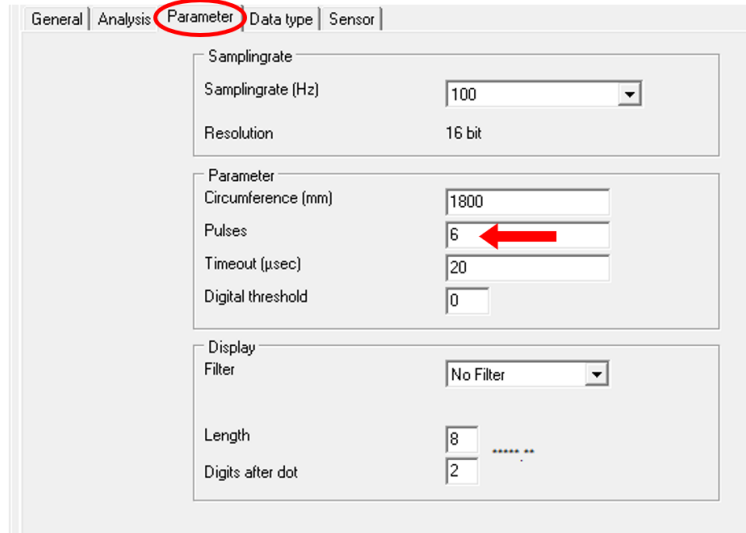 General Analysis Parameter Data type Sensor
Samplingrate
Samplingrate (Hz) 100
Resolution 16 bit
Parameter
Circumference (mm) 1800
Pulses 6
Timeout (µsec) 20
Digital threshold 0
Display
Filter No Filter
Length 8 *****.**
Digits after dot 2